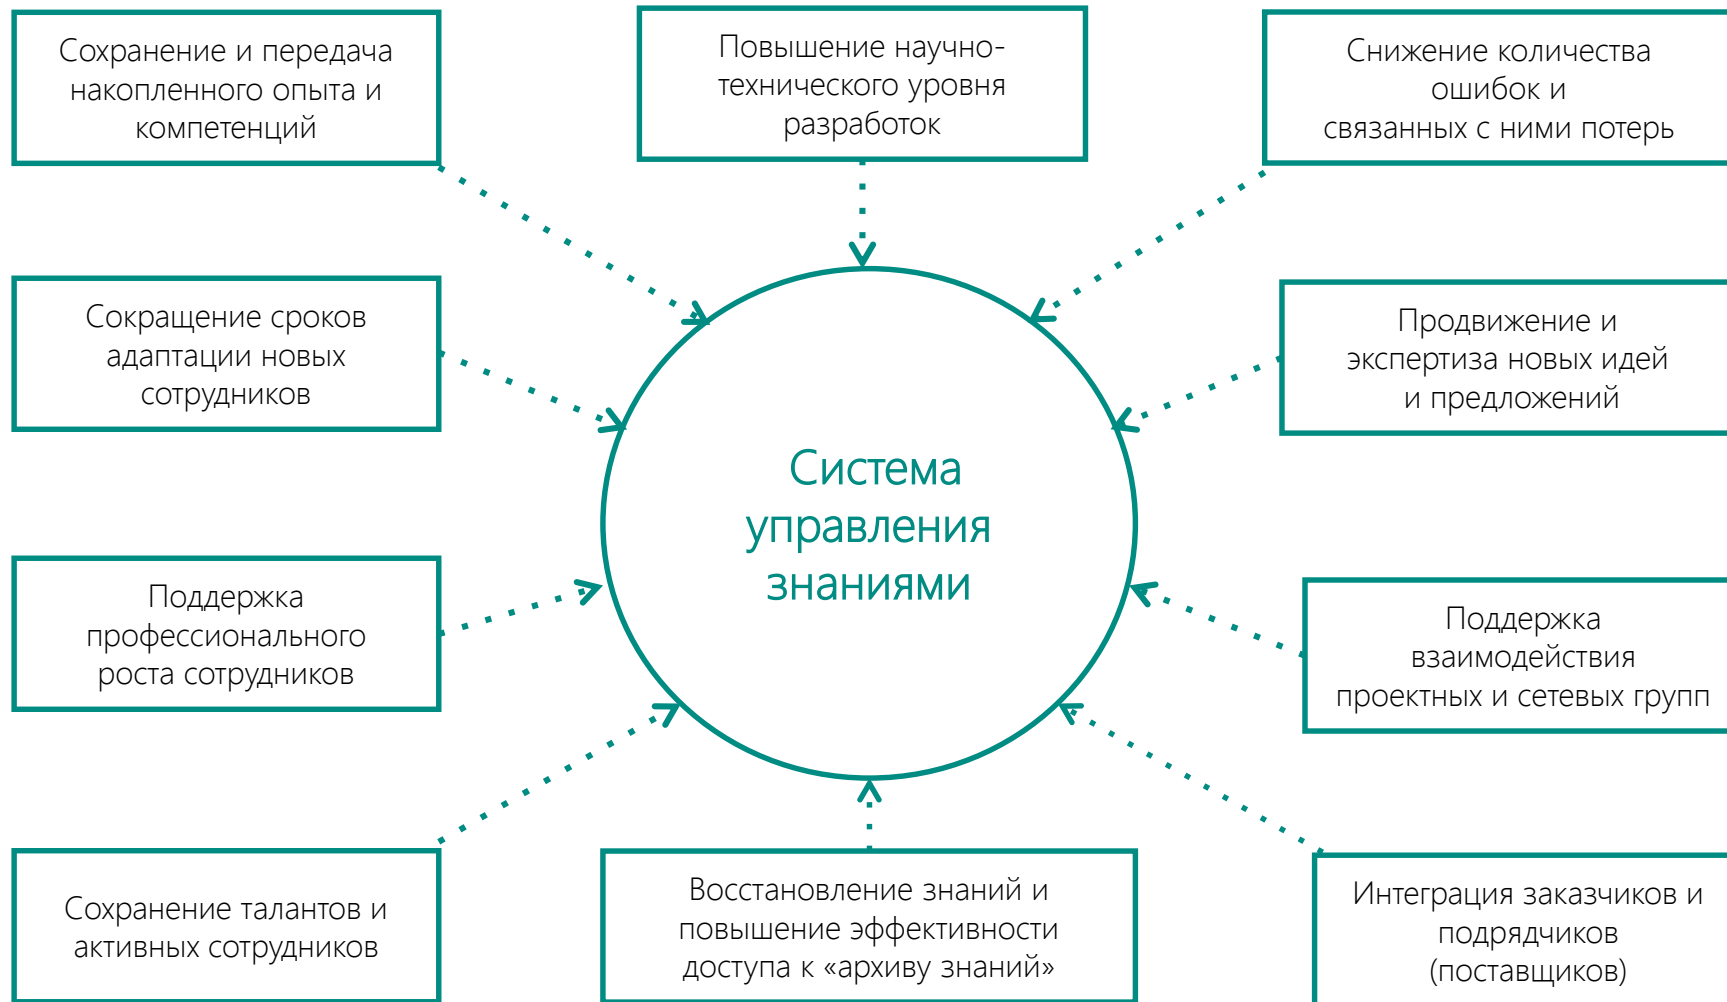 Сохранение и передача
накопленного опыта и
компетенций
Повышение научно-
технического уровня
разработок
Снижение количества
ошибок и
связанных с ними потерь
Сокращение сроков
адаптации новых
сотрудников
Продвижение и
экспертиза новых идей
и предложений
Система
управления
знаниями
Поддержка
профессионального
роста сотрудников
Поддержка
взаимодействия
проектных и сетевых групп
Сохранение талантов и
активных сотрудников
Восстановление знаний и
повышение эффективности
доступа к «архиву знаний»
Интеграция заказчиков и
подрядчиков
(поставщиков)